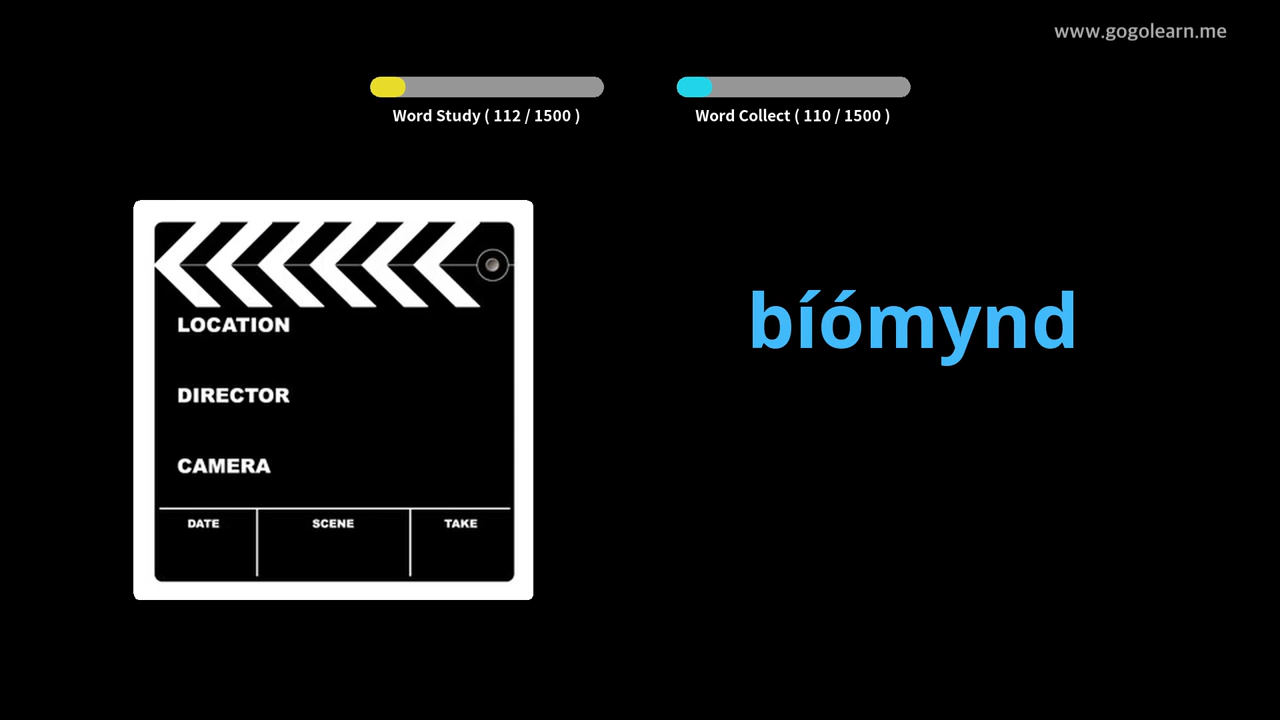 www.gogolearn.me
Word Study ( 112 / 1500 )
Word Collect ( 110 / 1500 )
LOCATION
DIRECTOR
CAMERA
DATE
SCENE
TAKE
bíómynd